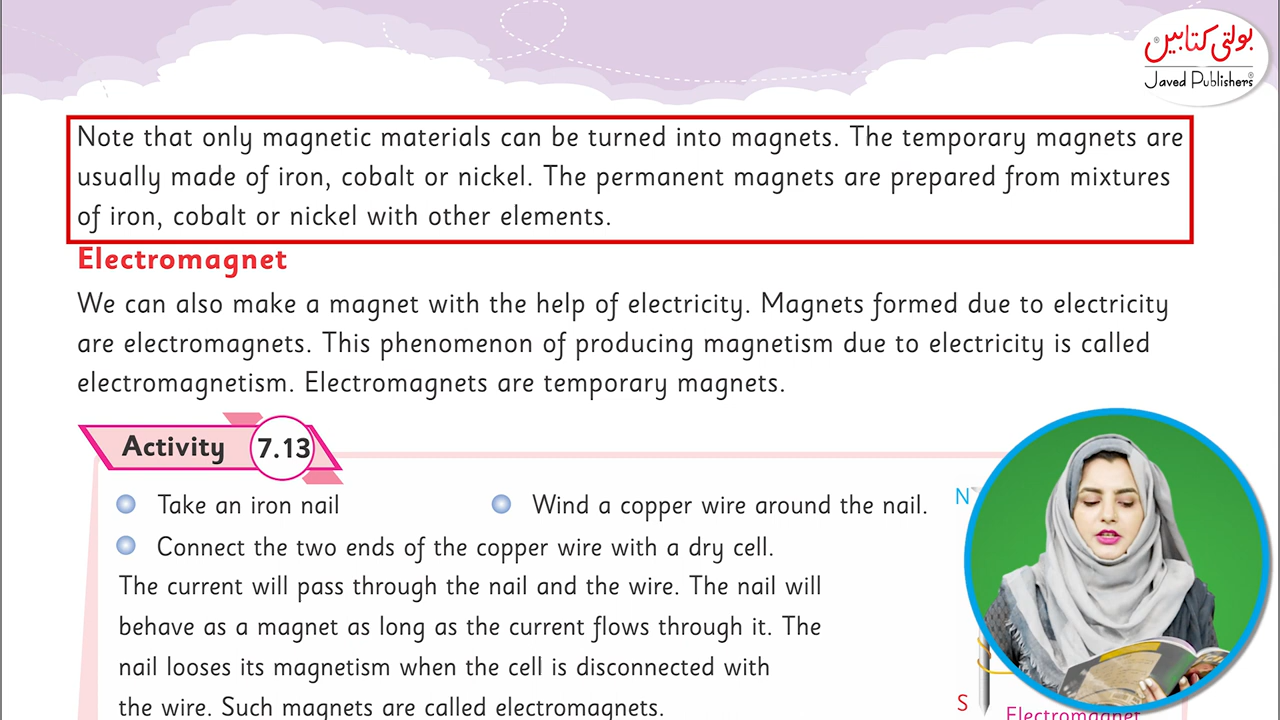 بولتی کتابیں
Javed Publishers
Note that only magnetic materials can be turned into magnets. The temporary magnets are
usually made of iron, cobalt or nickel. The permanent magnets are prepared from mixtures
of iron, cobalt or nickel with other elements.
Electromagnet
We can also make a magnet with the help of electricity. Magnets formed due to electricity
are electromagnets. This phenomenon of producing magnetism due to electricity is called
electromagnetism. Electromagnets are temporary magnets.
Activity 7.13
Take an iron nail
Wind a copper wire around the nail.
Connect the two ends of the copper wire with a dry cell.
The current will pass through the nail and the wire. The nail will
behave as a magnet as long as the current flows through it. The
nail looses its magnetism when the cell is disconnected with
the wire. Such magnets are called electromagnets.
N
S
Electromagnet